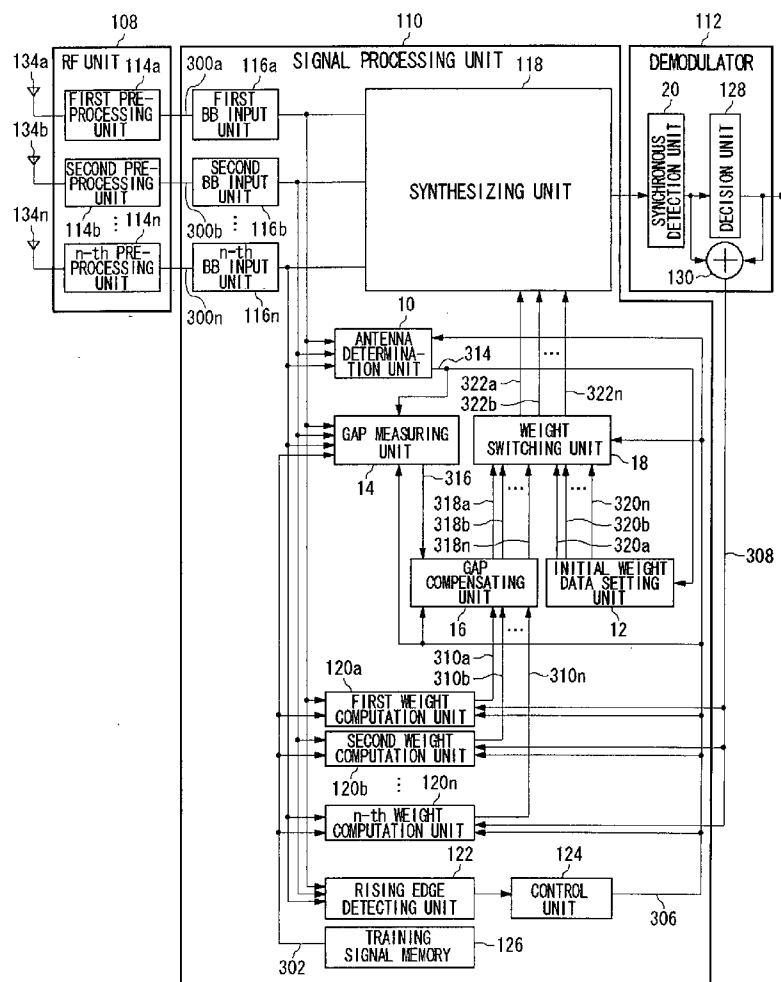 108
110
112
134a
RF UNIT
114a
300a
116a
SIGNAL PROCESSING UNIT
118
DEMODULATOR
20
128
FIRST PRE-
PROCESSING
UNIT
FIRST
BB INPUT
UNIT
134b
SECOND PRE-
PROCESSING
UNIT
SECOND
BB INPUT
UNIT
SYNTHESIZING UNIT
SYNCHRONOUS
DETECTION UNIT
DECISION UNIT
134n
114b
⋮
114n
300b
⋮
116b
n-th PRE-
PROCESSING
UNIT
n-th
BB INPUT
UNIT
130
300n
116n
10
ANTENNA
DETERMINA-
TION UNIT
314
...
322a
322b
322n
GAP MEASURING
UNIT
WEIGHT
SWITCHING UNIT
14
18
316
318a
318b
318n
...
...
320n
320b
320a
308
GAP
COMPENSATING
UNIT
INITIAL WEIGHT
DATA SETTING
UNIT
16
12
...
310a
310b
310n
120a
FIRST WEIGHT
COMPUTATION UNIT
SECOND WEIGHT
COMPUTATION UNIT
120b
⋮
120n
n-th WEIGHT
COMPUTATION UNIT
122
124
RISING EDGE
DETECTING UNIT
CONTROL
UNIT
306
TRAINING
SIGNAL MEMORY
126
302